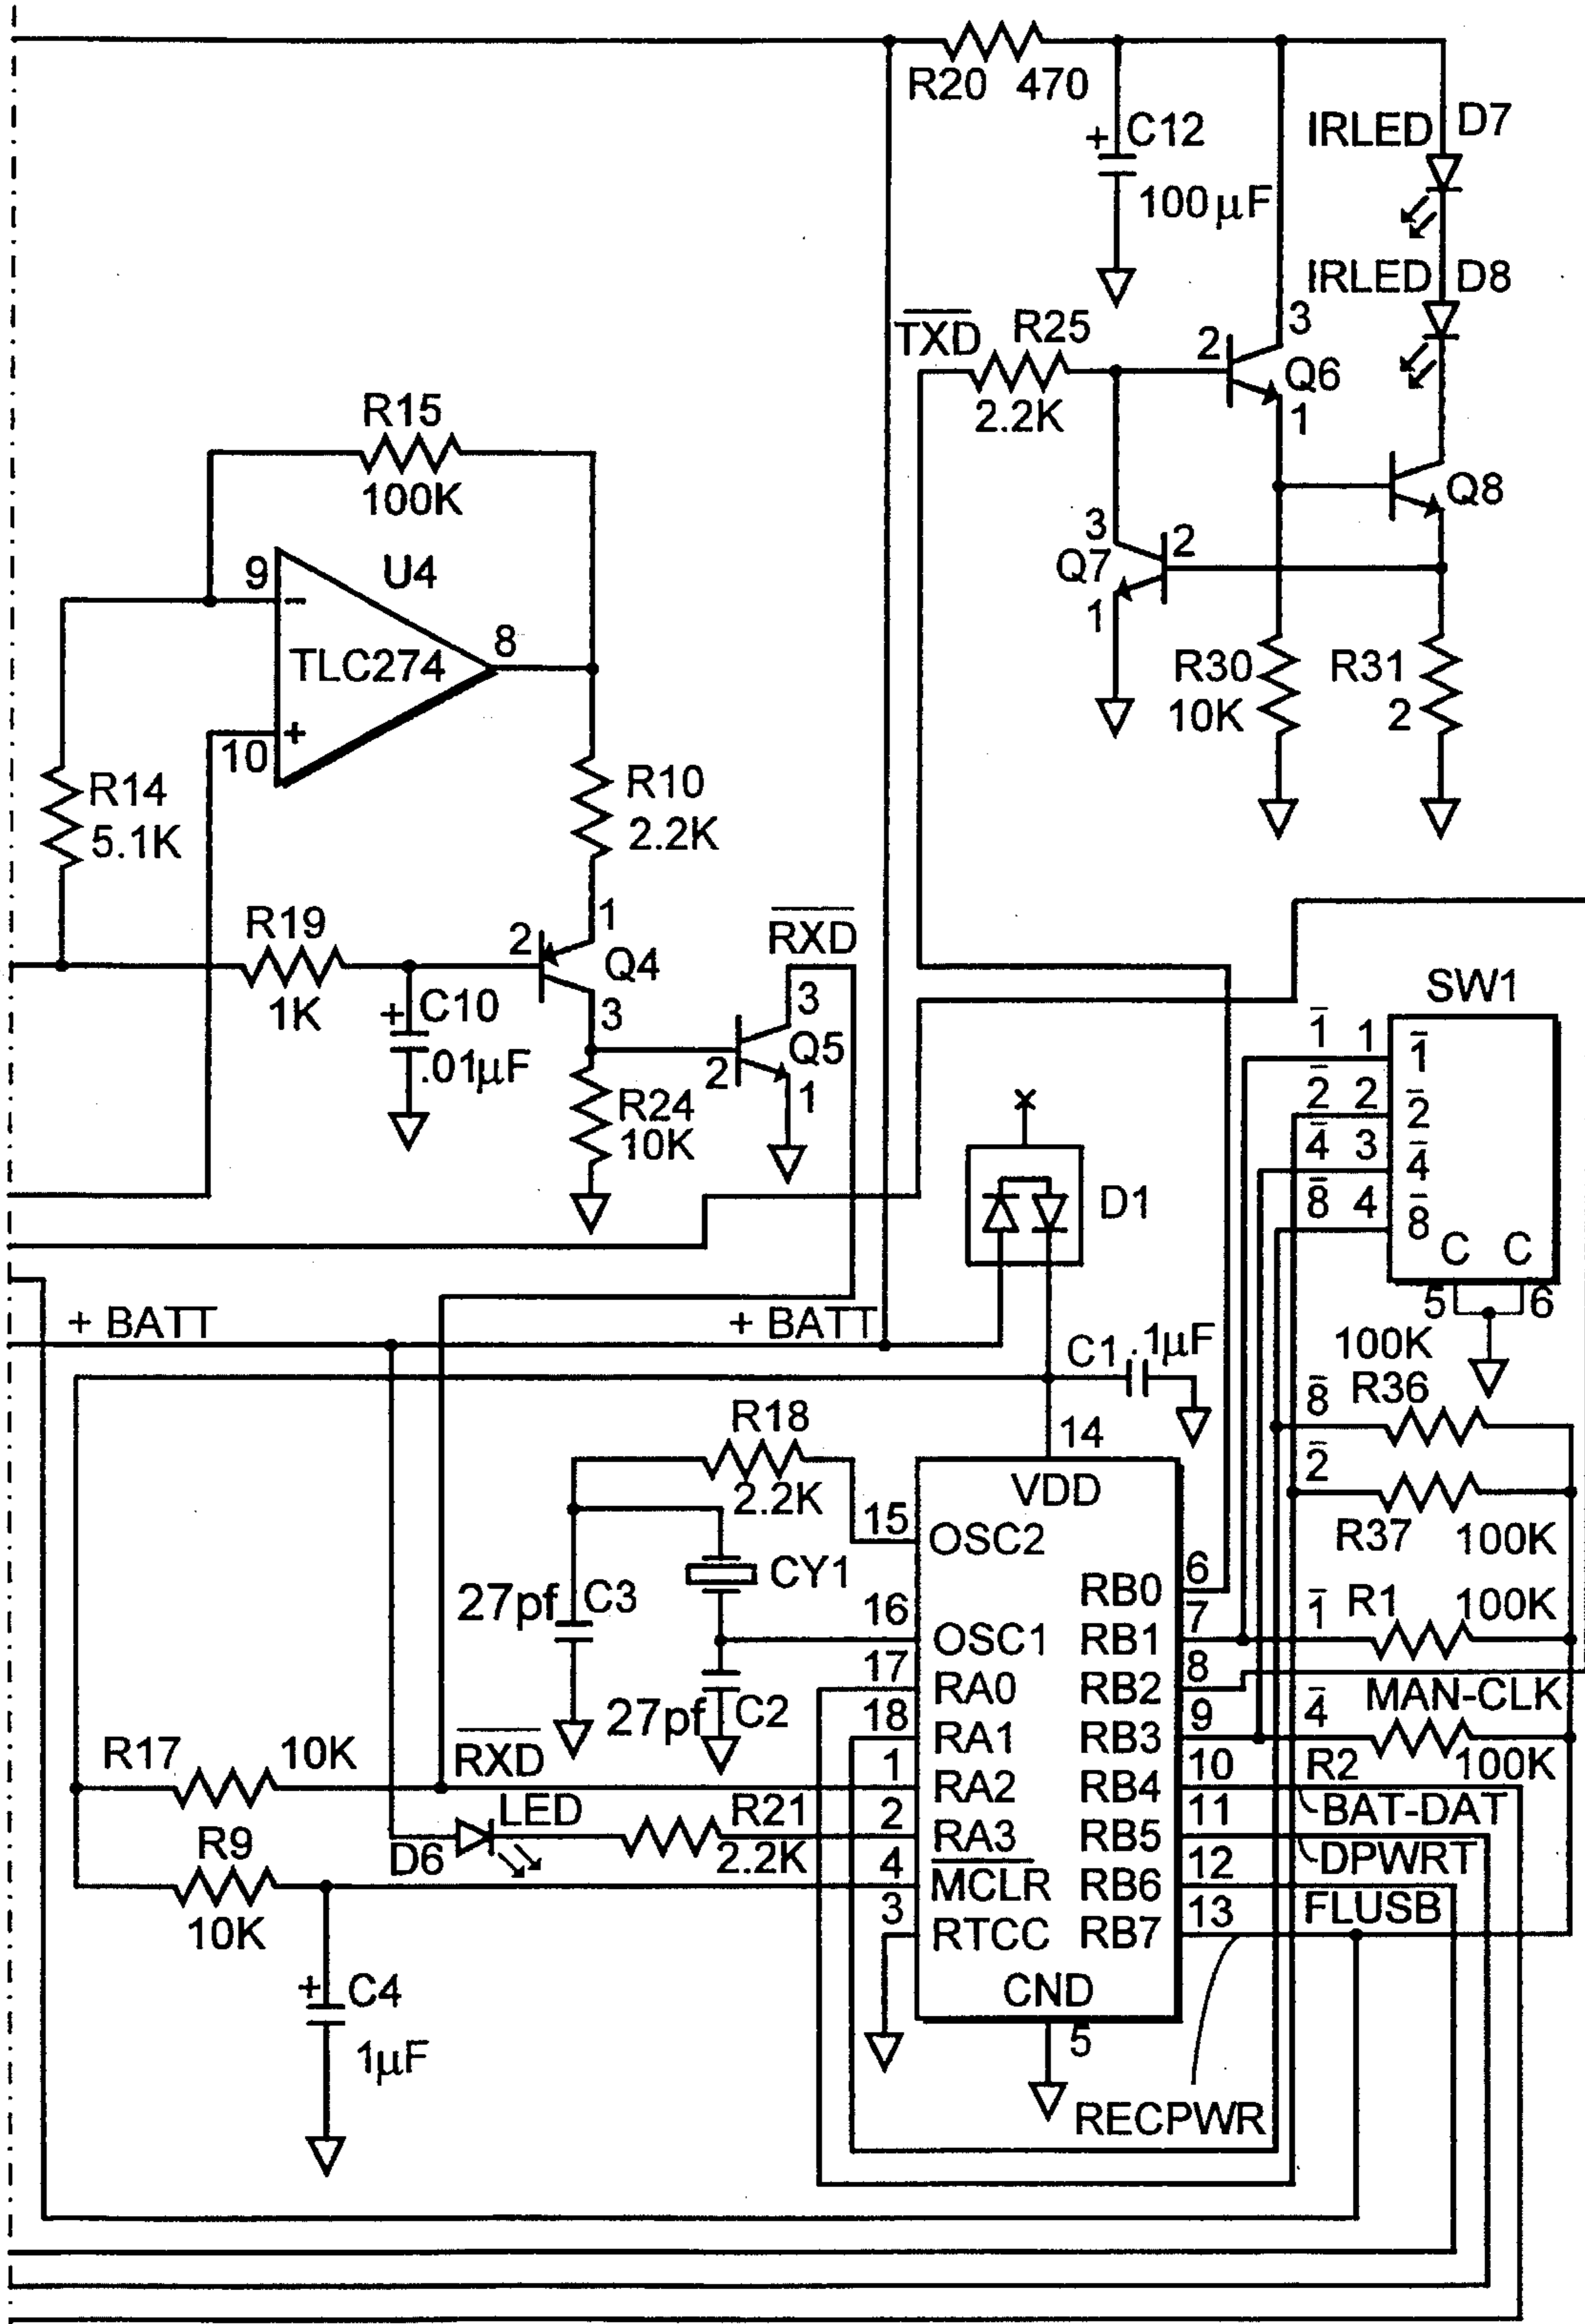 R20 470
+ C12
100µF
IRLED D7
IRLED D8
TXD R25
2.2K
2 3 Q6 1
R15
100K
Q8
9 U4
- TLC274 8
+ 10
3 2
Q7
1
R30
10K
R31
2
R14
5.1K
R10
2.2K
R19
1K
2 1 Q4 3
RXD
+ C10
.01µF
3 Q5
2 1
R24
10K
SW1
1 1 1
2 2 2
4 3 4
8 4 8
C C
5 6
× D1
+ BATT + BATT
C1 .1µF
100K
8 R36
2
R37 100K
1 R1 100K
MAN-CLK
4
R2 100K
R18
2.2K
14
VDD
15 OSC2
CY1
27pf C3
16 OSC1
17 RA0
18 RA1
1 RA2
2 RA3
4 MCLR
3 RTCC
RB0 6
RB1 7
RB2 8
RB3 9
RB4 10
RB5 11
RB6 12
RB7 13
CND
5
27pf C2
R17 10K RXD
LED R21
D6 2.2K
R9
10K
+ C4
1µF
BAT-DAT
DPWRT
FLUSB
RECPWR